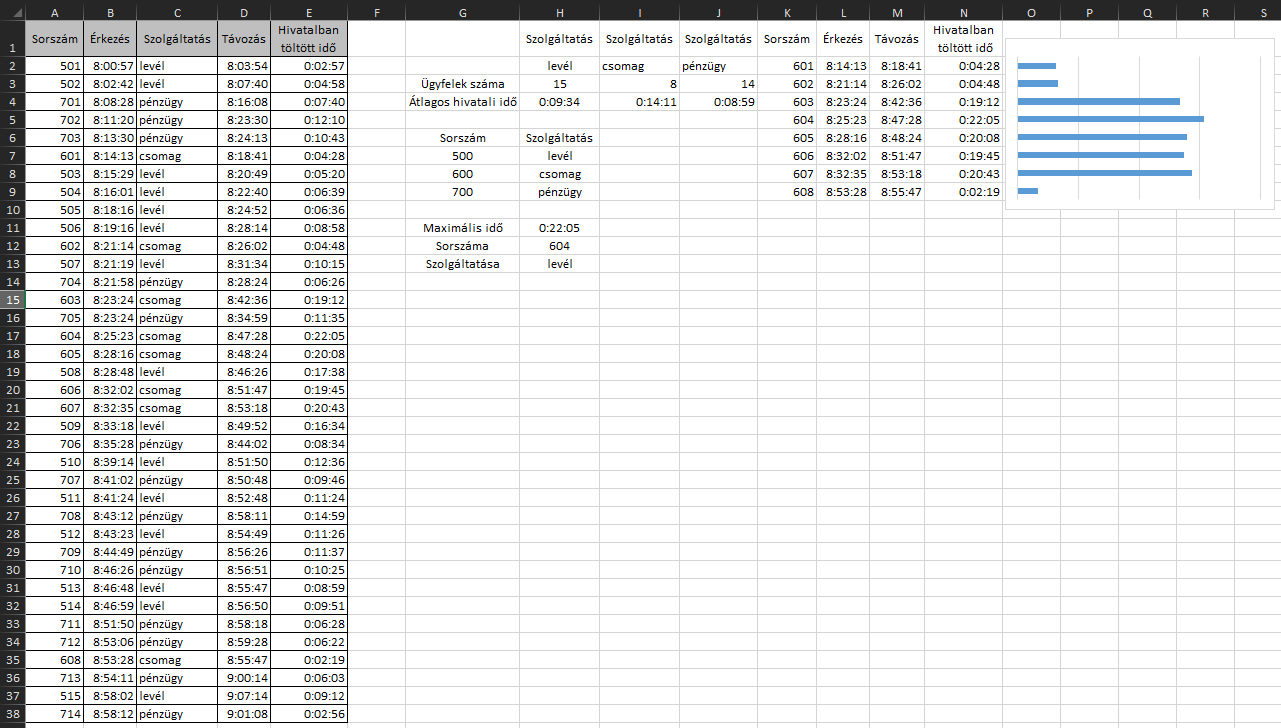 A B C D E F G H I J K L M N O P Q R S
Hivatalban Hivatalban
1 Sorszám Érkezés Szolgáltatás Távozás töltött idő Szolgáltatás Szolgáltatás Szolgáltatás Sorszám Érkezés Távozás töltött idő
2 501 8:00:57 levél 8:03:54 0:02:57 levél csomag pénzügy 601 8:14:13 8:18:41 0:04:28
3 502 8:02:42 levél 8:07:40 0:04:58 Ügyfelek száma 15 8 14 602 8:21:14 8:26:02 0:04:48
4 701 8:08:28 pénzügy 8:16:08 0:07:40 Átlagos hivatali idő 0:09:34 0:14:11 0:08:59 603 8:23:24 8:42:36 0:19:12
5 702 8:11:20 pénzügy 8:23:30 0:12:10 604 8:25:23 8:47:28 0:22:05
6 703 8:13:30 pénzügy 8:24:13 0:10:43 Sorszám Szolgáltatás 605 8:28:16 8:48:24 0:20:08
7 601 8:14:13 csomag 8:18:41 0:04:28 500 levél 606 8:32:02 8:51:47 0:19:45
8 503 8:15:29 levél 8:20:49 0:05:20 600 csomag 607 8:32:35 8:53:18 0:20:43
9 504 8:16:01 levél 8:22:40 0:06:39 700 pénzügy 608 8:53:28 8:55:47 0:02:19
10 505 8:18:16 levél 8:24:52 0:06:36
11 506 8:19:16 levél 8:28:14 0:08:58 Maximális idő 0:22:05
12 602 8:21:14 csomag 8:26:02 0:04:48 Sorszáma 604
13 507 8:21:19 levél 8:31:34 0:10:15 Szolgáltatása levél
14 704 8:21:58 pénzügy 8:28:24 0:06:26
15 603 8:23:24 csomag 8:42:36 0:19:12
16 705 8:23:24 pénzügy 8:34:59 0:11:35
17 604 8:25:23 csomag 8:47:28 0:22:05
18 605 8:28:16 csomag 8:48:24 0:20:08
19 508 8:28:48 levél 8:46:26 0:17:38
20 606 8:32:02 csomag 8:51:47 0:19:45
21 607 8:32:35 csomag 8:53:18 0:20:43
22 509 8:33:18 levél 8:49:52 0:16:34
23 706 8:35:28 pénzügy 8:44:02 0:08:34
24 510 8:39:14 levél 8:51:50 0:12:36
25 707 8:41:02 pénzügy 8:50:48 0:09:46
26 511 8:41:24 levél 8:52:48 0:11:24
27 708 8:43:12 pénzügy 8:58:11 0:14:59
28 512 8:43:23 levél 8:54:49 0:11:26
29 709 8:44:49 pénzügy 8:56:26 0:11:37
30 710 8:46:26 pénzügy 8:56:51 0:10:25
31 513 8:46:48 levél 8:55:47 0:08:59
32 514 8:46:59 levél 8:56:50 0:09:51
33 711 8:51:50 pénzügy 8:58:18 0:06:28
34 712 8:53:06 pénzügy 8:59:28 0:06:22
35 608 8:53:28 csomag 8:55:47 0:02:19
36 713 8:54:11 pénzügy 9:00:14 0:06:03
37 515 8:58:02 levél 9:07:14 0:09:12
38 714 8:58:12 pénzügy 9:01:08 0:02:56